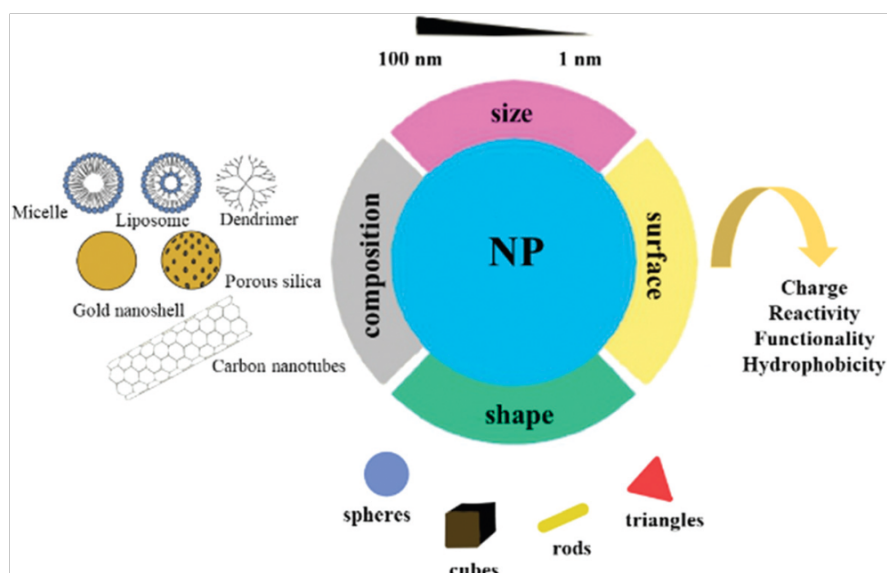 100 nm
1 nm
size
Micelle
Liposome
Dendrimer
Gold nanoshell
Porous silica
Carbon nanotubes
composition
NP
surface
Charge
Reactivity
Functionality
Hydrophobicity
shape
spheres
cubes
rods
triangles